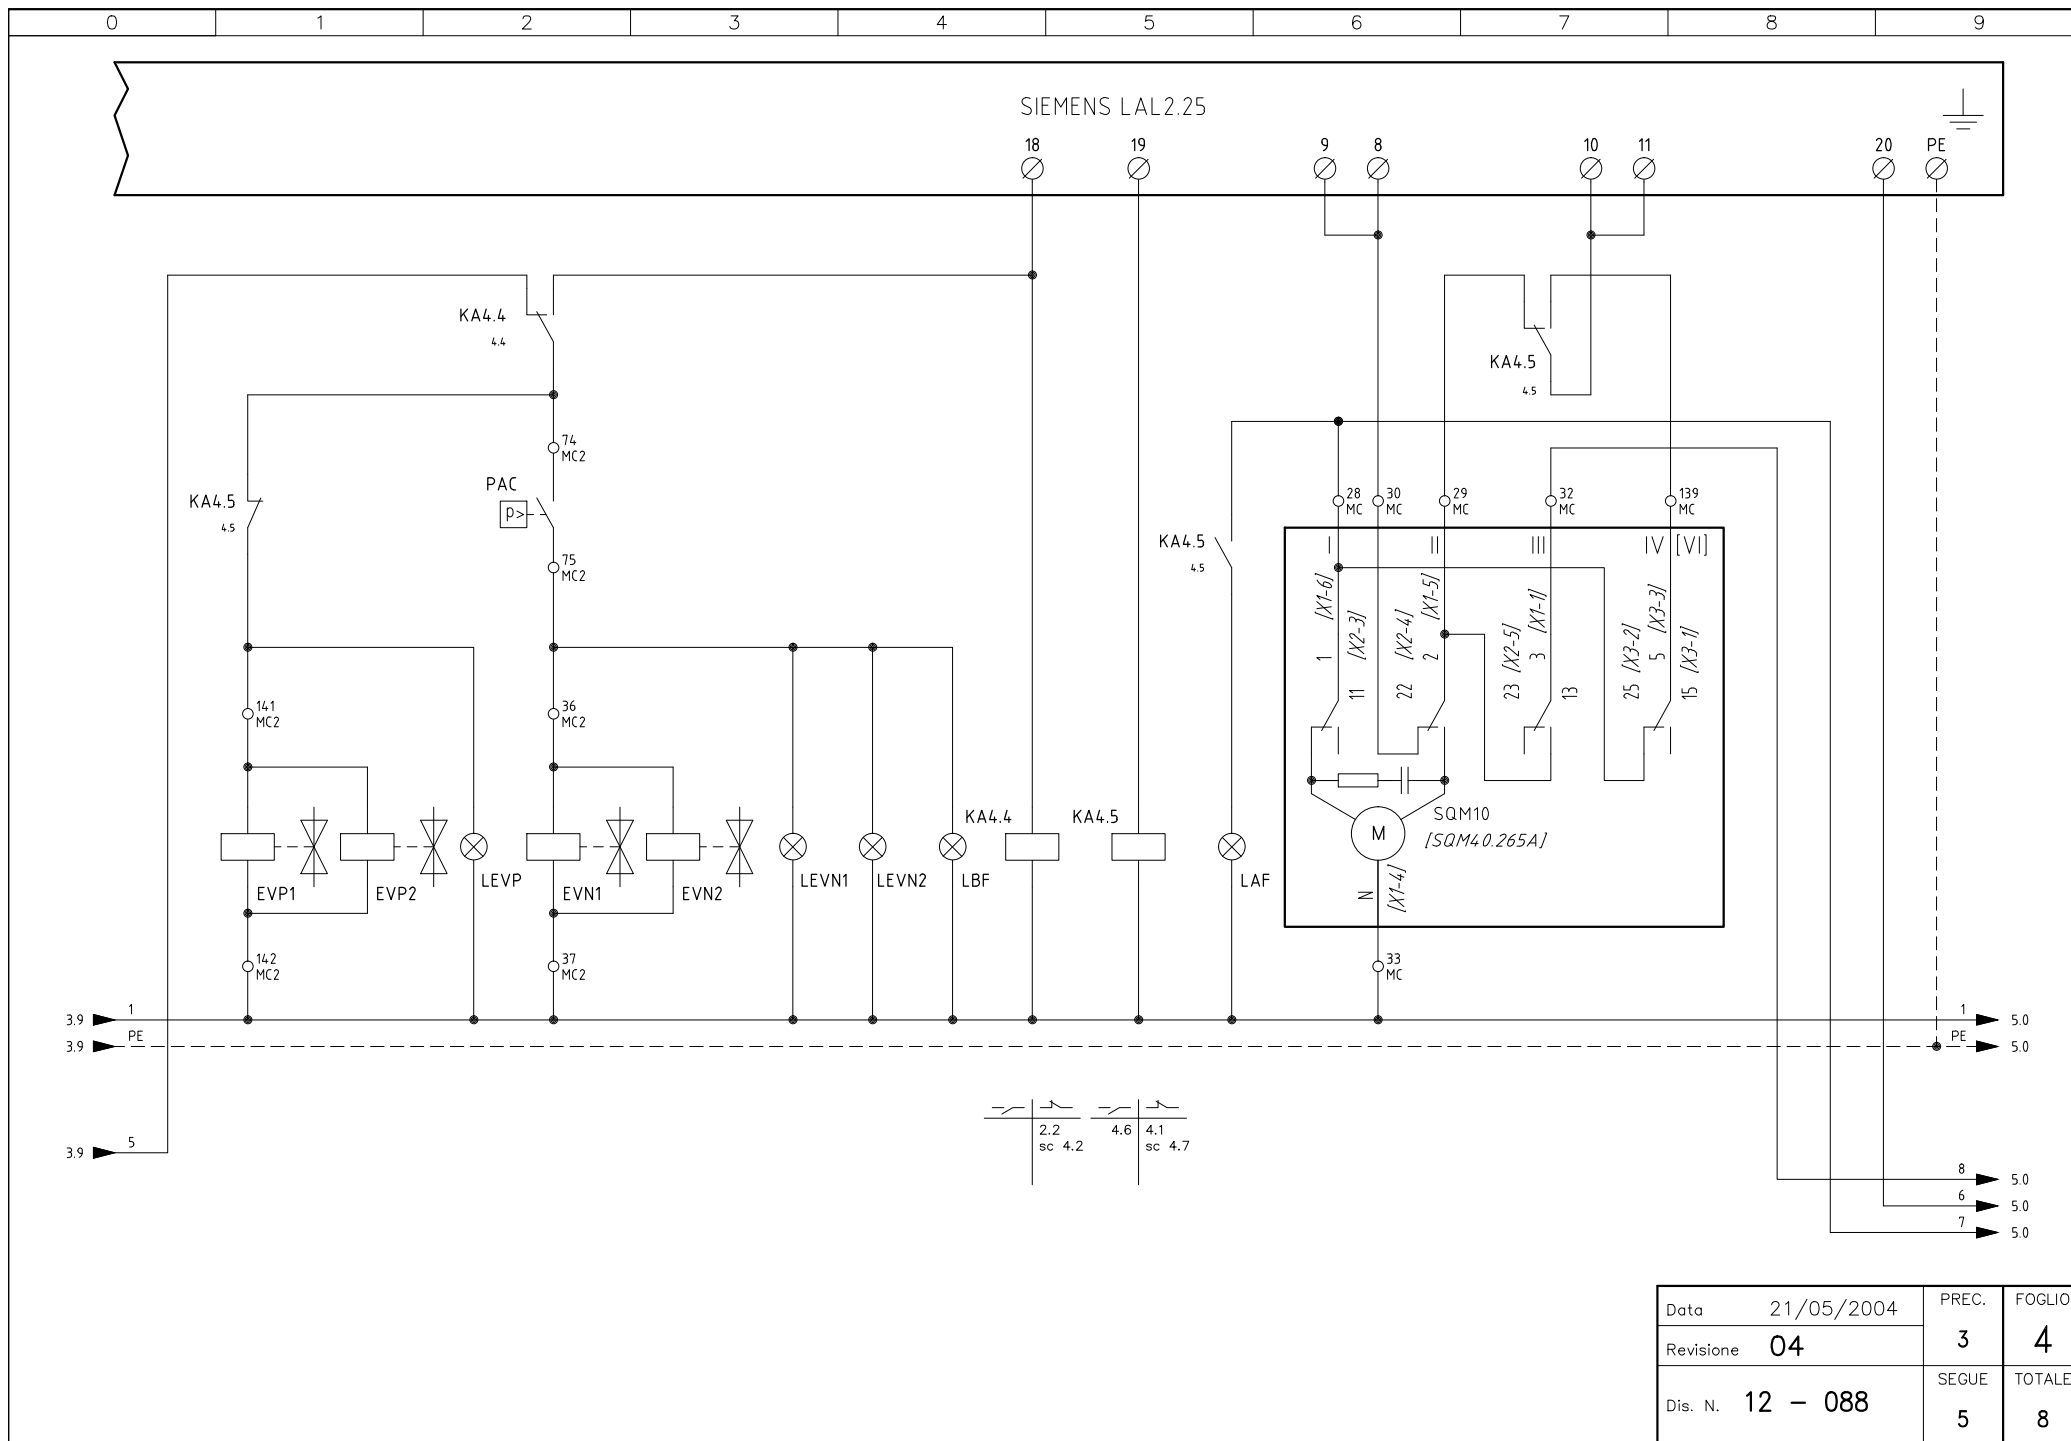 0 1 2 3 4 5 6 7 8 9
SIEMENS LAL2.25
18 19 9 8 10 11 20 PE
KA4.4
4.4
KA4.5
4.5
74
MC2
PAC
P>
KA4.5
4.5
75
MC2
28
MC
30
MC
29
MC
32
MC
139
MC
KA4.5
4.5
I II III IV [VI]
[X1-6]
[X1-5]
[X1-1]
[X3-3]
1 [X2-3]
[X2-4] 2
23 [X2-5] 3
25 [X3-2] 5 [X3-1]
11 22 13 15
141
MC2
36
MC2
KA4.4 KA4.5
SQM10
M
[SQM40.265A]
EVP1 EVP2 LEVP EVN1 EVN2 LEVN1 LEVN2 LBF LAF
N [X1-4]
142
MC2
37
MC2
33
MC
3.9 1 1 5.0
3.9 PE PE 5.0
2.2
sc 4.2
4.6 4.1
sc 4.7
3.9 5
8 5.0
6 5.0
7 5.0
Data 21/05/2004
PREC. FOGLIO
3 4
Revisione 04
SEGUE TOTALE
Dis. N. 12 - 088
5 8